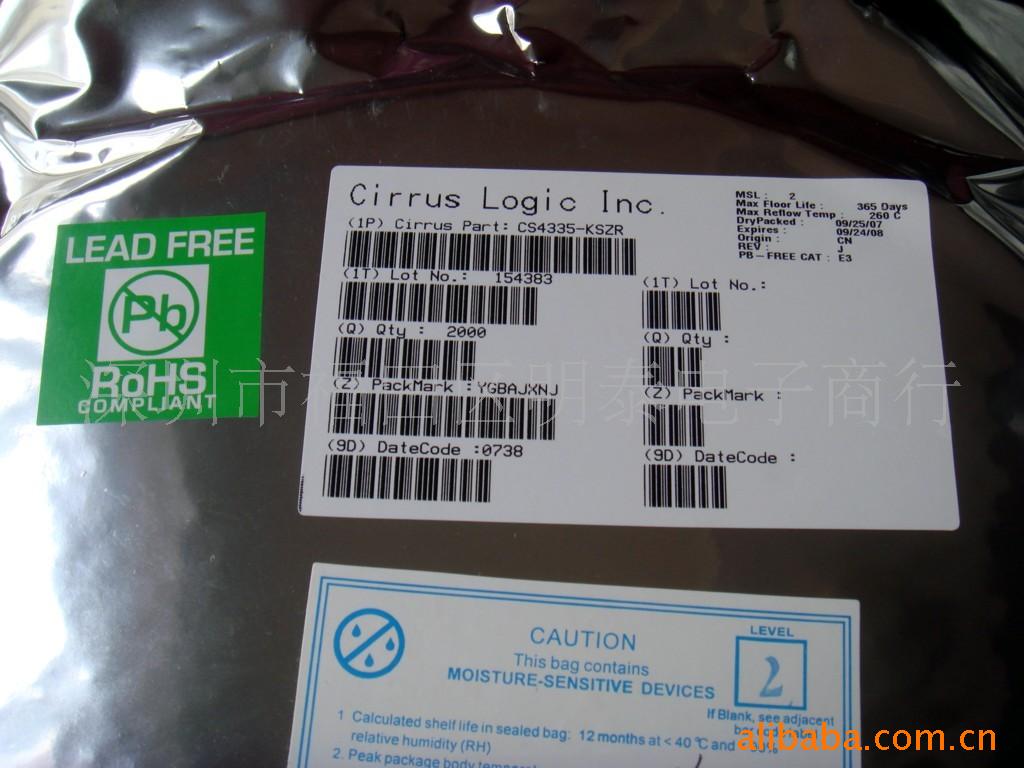 LEAD FREE
Pb
RoHS
COMPLIANT
Cirrus Logic Inc.
(1P) Cirrus Part: CS4335-KSZR
(1T) Lot No.: 154383
(Q) Qty : 2000
(Z) PackMark :YGBAJXNJ
(9D) DateCode :0738
MSL : 2
Max Floor Life : 365 Days
Max Reflow Temp : 260 C
DryPacked : 09/25/07
Expires : 09/24/08
Origin : CN
REV : J
PB-FREE CAT : E3
(1T) Lot No.:
(Q) Qty :
(Z) PackMark :
(9D) DateCode :
深圳市福田区明泰电子商行
CAUTION
This bag contains
MOISTURE-SENSITIVE DEVICES
LEVEL
2
If Blank, see adjacent
1 Calculated shelf life in sealed bag: 12 months at < 40 °C and
relative humidity (RH)
2. Peak package body
alibaba.com.cn